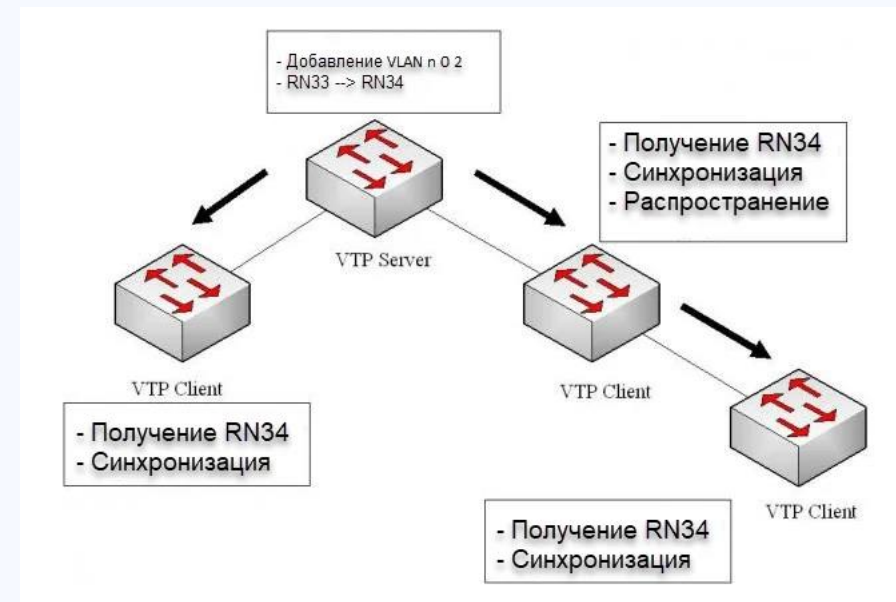 - Добавление VLAN n 0 2
- RN33 --> RN34
- Получение RN34
- Синхронизация
- Распространение
VTP Server
VTP Client
VTP Client
- Получение RN34
- Синхронизация
VTP Client
- Получение RN34
- Синхронизация